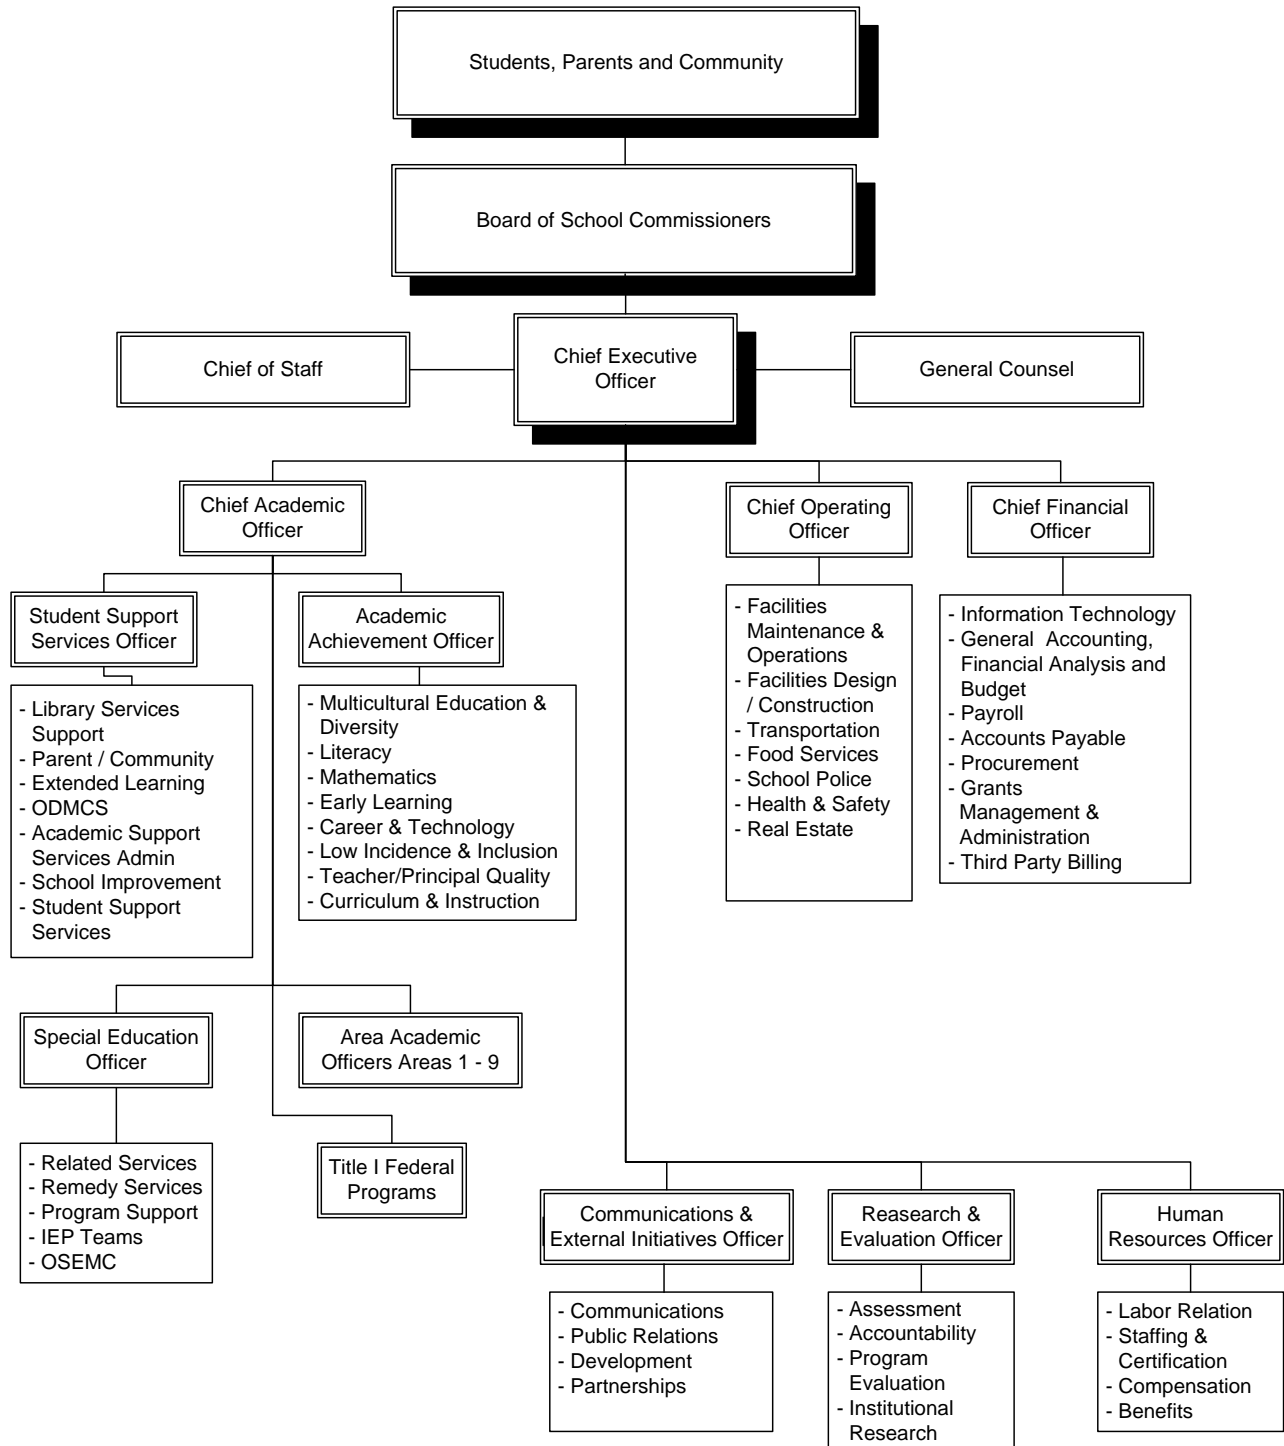 Students, Parents and Community
Board of School Commissioners
Chief of Staff
Chief Executive
Officer
General Counsel
Chief Academic
Officer
Chief Operating
Officer
Chief Financial
Officer
Student Support
Services Officer
Academic
Achievement Officer
- Library Services
Support
- Parent / Community
- Extended Learning
- ODMCS
- Academic Support
Services Admin
- School Improvement
- Student Support
Services
- Multicultural Education &
Diversity
- Literacy
- Mathematics
- Early Learning
- Career & Technology
- Low Incidence & Inclusion
- Teacher/Principal Quality
- Curriculum & Instruction
- Facilities
Maintenance &
Operations
- Facilities Design
/ Construction
- Transportation
- Food Services
- School Police
- Health & Safety
- Real Estate
- Information Technology
- General Accounting,
Financial Analysis and
Budget
- Payroll
- Accounts Payable
- Procurement
- Grants
Management &
Administration
- Third Party Billing
Special Education
Officer
Area Academic
Officers Areas 1 - 9
- Related Services
- Remedy Services
- Program Support
- IEP Teams
- OSEMC
Title I Federal
Programs
Communications &
External Initiatives Officer
Reasearch &
Evaluation Officer
Human
Resources Officer
- Communications
- Public Relations
- Development
- Partnerships
- Assessment
- Accountability
- Program
Evaluation
- Institutional
Research
- Labor Relation
- Staffing &
Certification
- Compensation
- Benefits